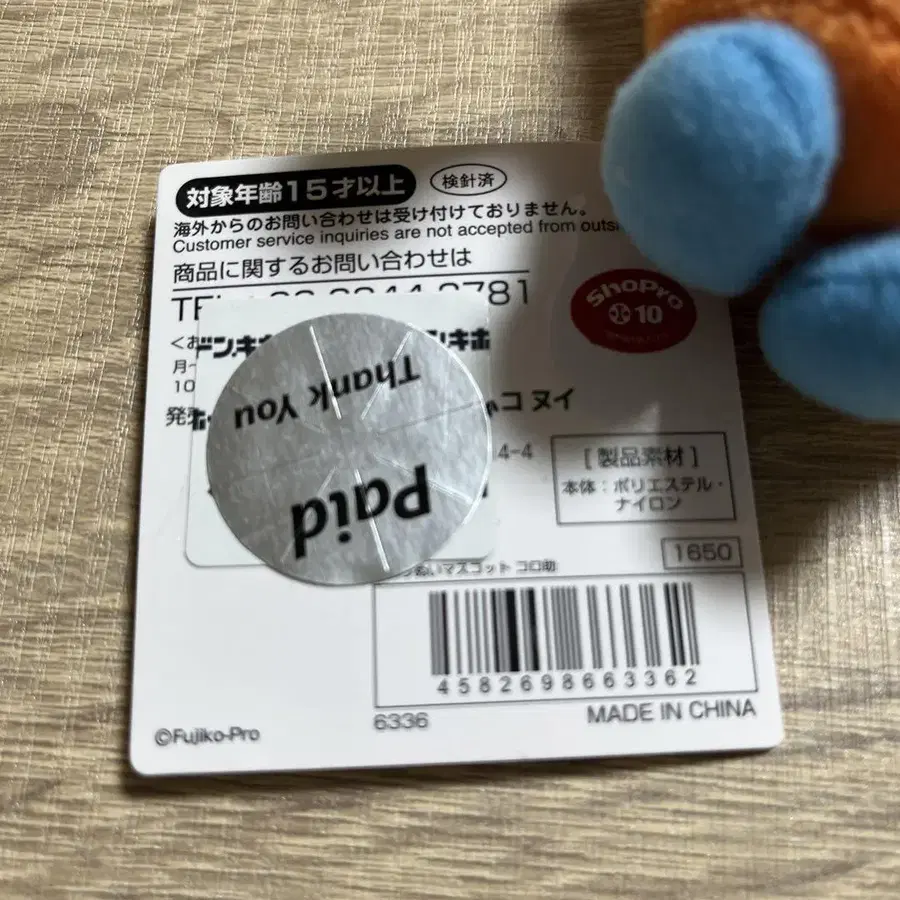 対象年齢15才以上
検針済
海外からのお問い合わせは受け付けておりません。
Customer service inquiries are not accepted from
商品に関するお問い合わせは
781
ShoPro
10
Thank You
Paid
コ ヌイ
4-4
[製品素材]
本体:ポリエステル・
ナイロン
1650
ぬいマスコット コロ助
4582698663362
6336
MADE IN CHINA
©Fujiko-Pro